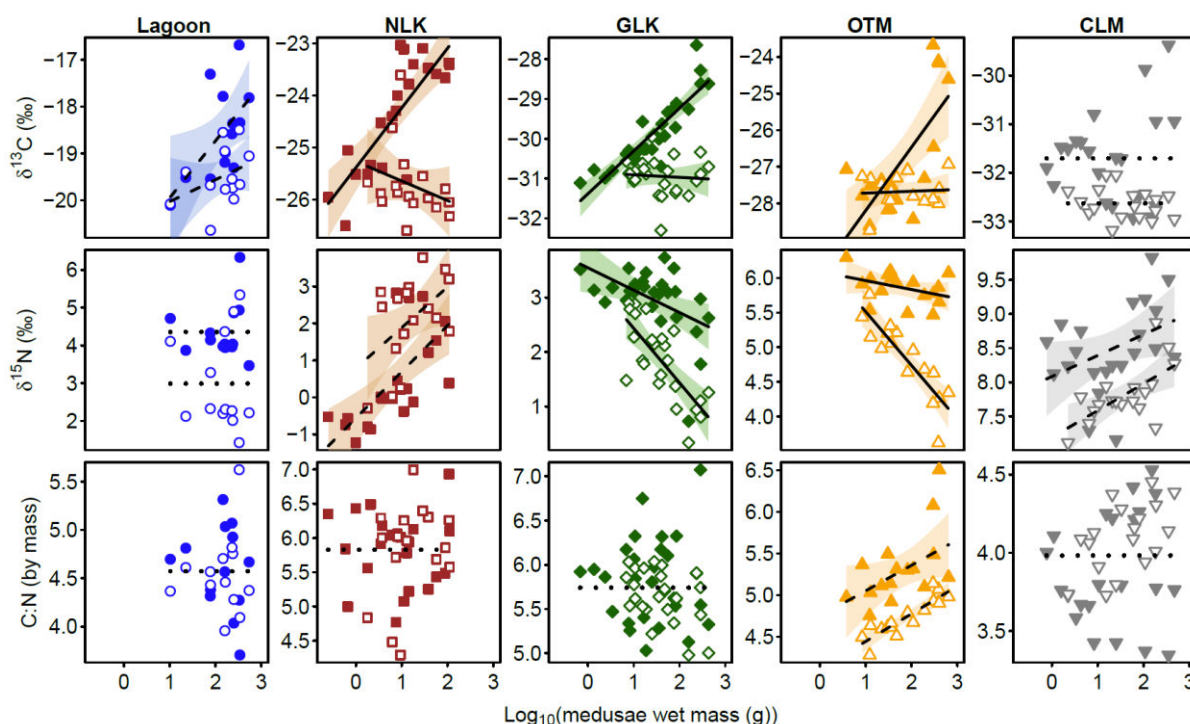 Lagoon NLK GLK OTM CLM
δ13C (‰)
−17 −18 −19 −20
−23 −24 −25 −26
−28 −29 −30 −31 −32
−24 −25 −26 −27 −28
−30 −31 −32 −33
δ15N (‰)
6 5 4 3 2
4 3 2 1 0 −1
3 2 1
6.0 5.5 5.0 4.5 4.0
9.5 9.0 8.5 8.0 7.5
C:N (by mass)
5.5 5.0 4.5 4.0
7.0 6.5 6.0 5.5 5.0 4.5
7.0 6.5 6.0 5.5 5.0
6.5 6.0 5.5 5.0 4.5
4.5 4.0 3.5
0 1 2 3 0 1 2 3 0 1 2 3 0 1 2 3 0 1 2 3
Log10(medusae wet mass (g))